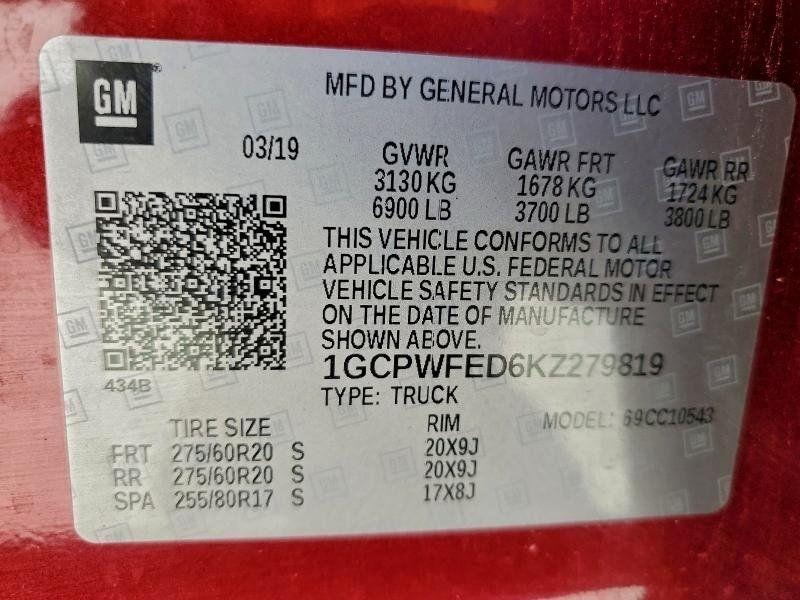 GM
MFD BY GENERAL MOTORS LLC
03/19
GVWR GAWR FRT GAWR RR
3130 KG 1678 KG 1724 KG
6900 LB 3700 LB 3800 LB
THIS VEHICLE CONFORMS TO ALL
APPLICABLE U.S. FEDERAL MOTOR
VEHICLE SAFETY STANDARDS IN EFFECT
ON THE DATE OF MANUFACTURE
SHOWN ABOVE.
434B
1GCPWFED6KZ279819
TYPE: TRUCK
MODEL: 69CC10543
TIRE SIZE RIM
FRT 275/60R20 S 20X9J
RR 275/60R20 S 20X9J
SPA 255/80R17 S 17X8J